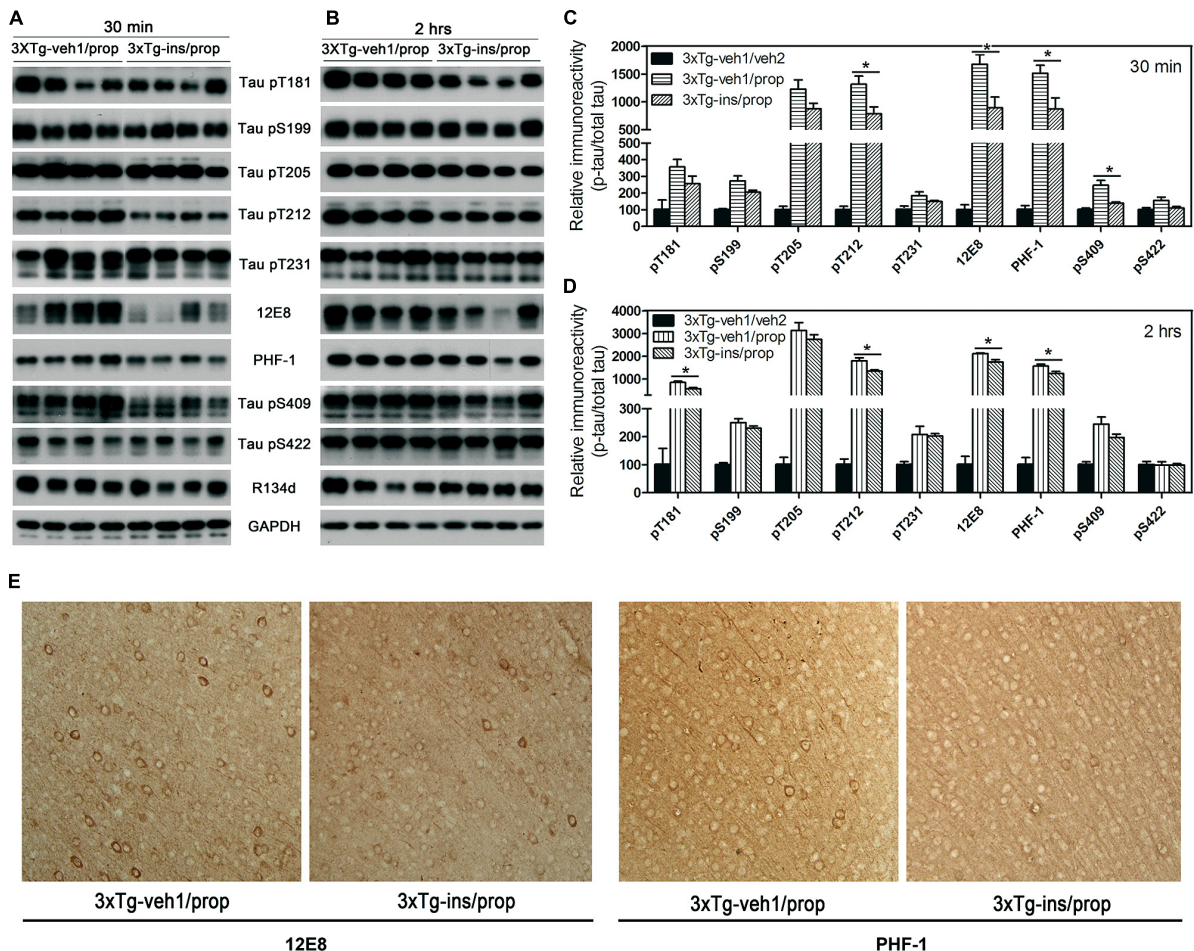 A
30 min
3XTg-veh1/prop 3xTg-ins/prop
B
2 hrs
3XTg-veh1/prop 3xTg-ins/prop
Tau pT181
Tau pS199
Tau pT205
Tau pT212
Tau pT231
12E8
PHF-1
Tau pS409
Tau pS422
R134d
GAPDH
C
Relative immunoreactivity
(p-tau/total tau)
2000
1500
1000
500
500
400
300
200
100
0
3xTg-veh1/veh2
3xTg-veh1/prop
3xTg-ins/prop
30 min
* * * *
pT181 pS199 pT205 pT212 pT231 12E8 PHF-1 pS409 pS422
D
Relative immunoreactivity
(p-tau/total tau)
4000
3000
2000
1000
300
200
100
0
3xTg-veh1/veh2
3xTg-veh1/prop
3xTg-ins/prop
2 hrs
* * * *
pT181 pS199 pT205 pT212 pT231 12E8 PHF-1 pS409 pS422
E
3xTg-veh1/prop 3xTg-ins/prop 3xTg-veh1/prop 3xTg-ins/prop
12E8 PHF-1